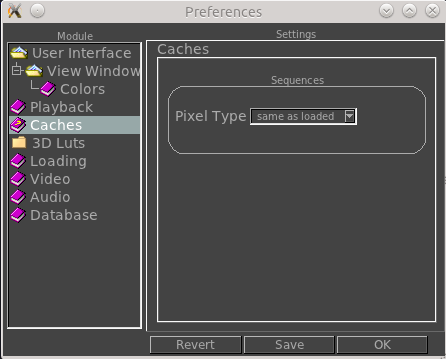 Preferences
Module
Settings
User Interface
View Window
Colors
Playback
Caches
3D Luts
Loading
Video
Audio
Database
Caches
Sequences
Pixel Type
same as loaded
Revert
Save
OK